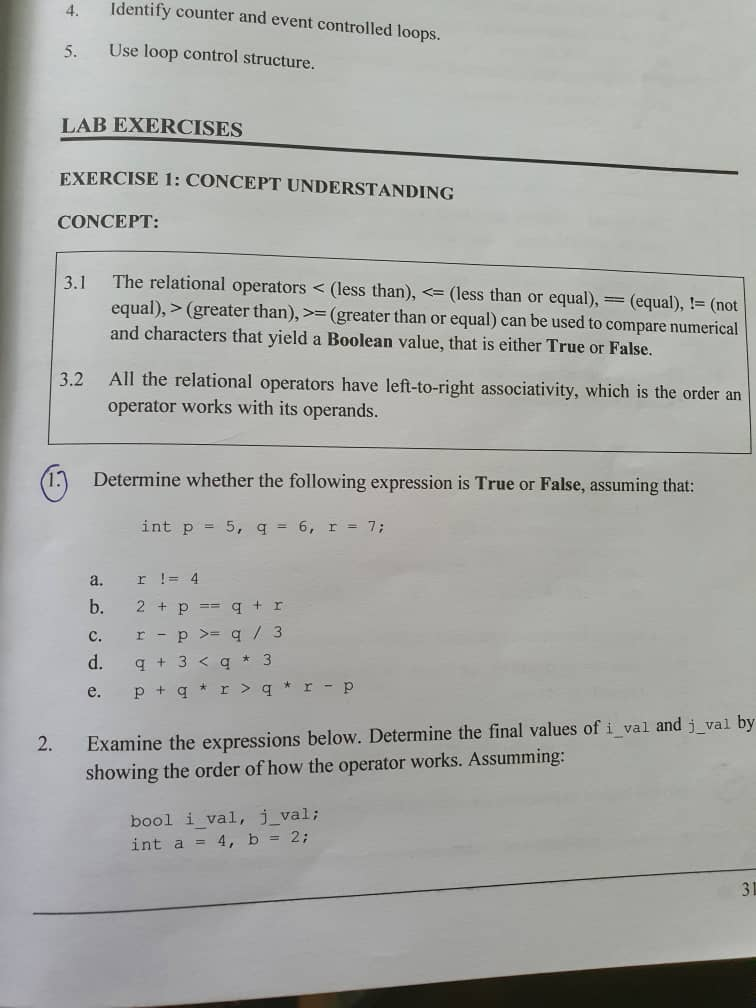 4. Identify counter and event controlled loops.
5. Use loop control structure.
LAB EXERCISES
EXERCISE 1: CONCEPT UNDERSTANDING
CONCEPT:
3.1 The relational operators < (less than), <= (less than or equal), == (equal), != (not
equal), > (greater than), >= (greater than or equal) can be used to compare numerical
and characters that yield a Boolean value, that is either True or False.
3.2 All the relational operators have left-to-right associativity, which is the order an
operator works with its operands.
1. Determine whether the following expression is True or False, assuming that:
int p = 5, q = 6, r = 7;
a. r != 4
b. 2 + p == q + r
c. r - p >= q / 3
d. q + 3 < q * 3
e. p + q * r > q * r - p
2. Examine the expressions below. Determine the final values of i_val and j_val by
showing the order of how the operator works. Assumming:
bool i_val, j_val;
int a = 4, b = 2;
31